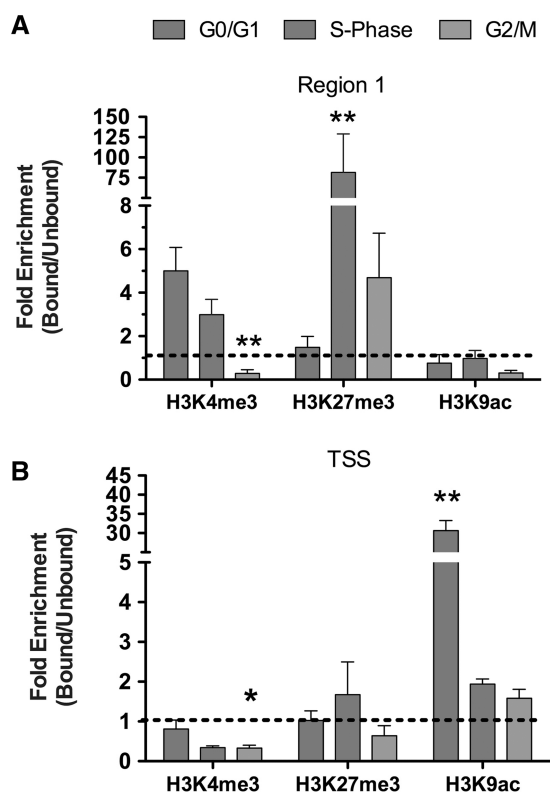 A
G0/G1 S-Phase G2/M
Region 1
Fold Enrichment
(Bound/Unbound)
150
125
100
75
8
6
4
2
0
**
**
H3K4me3 H3K27me3 H3K9ac
B
TSS
Fold Enrichment
(Bound/Unbound)
45
40
35
30
5
4
3
2
1
0
*
**
H3K4me3 H3K27me3 H3K9ac